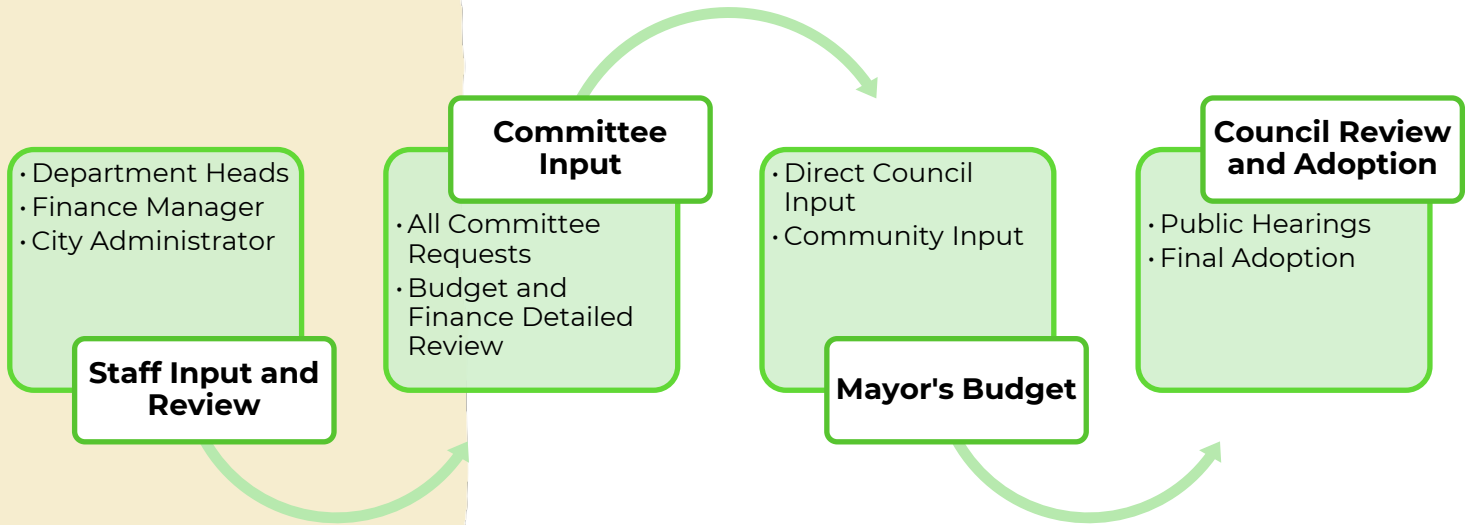 · Department Heads
· Finance Manager
· City Administrator
Staff Input and
Review
Committee
Input
· All Committee
Requests
· Budget and
Finance Detailed
Review
· Direct Council
Input
· Community Input
Mayor's Budget
Council Review
and Adoption
· Public Hearings
· Final Adoption